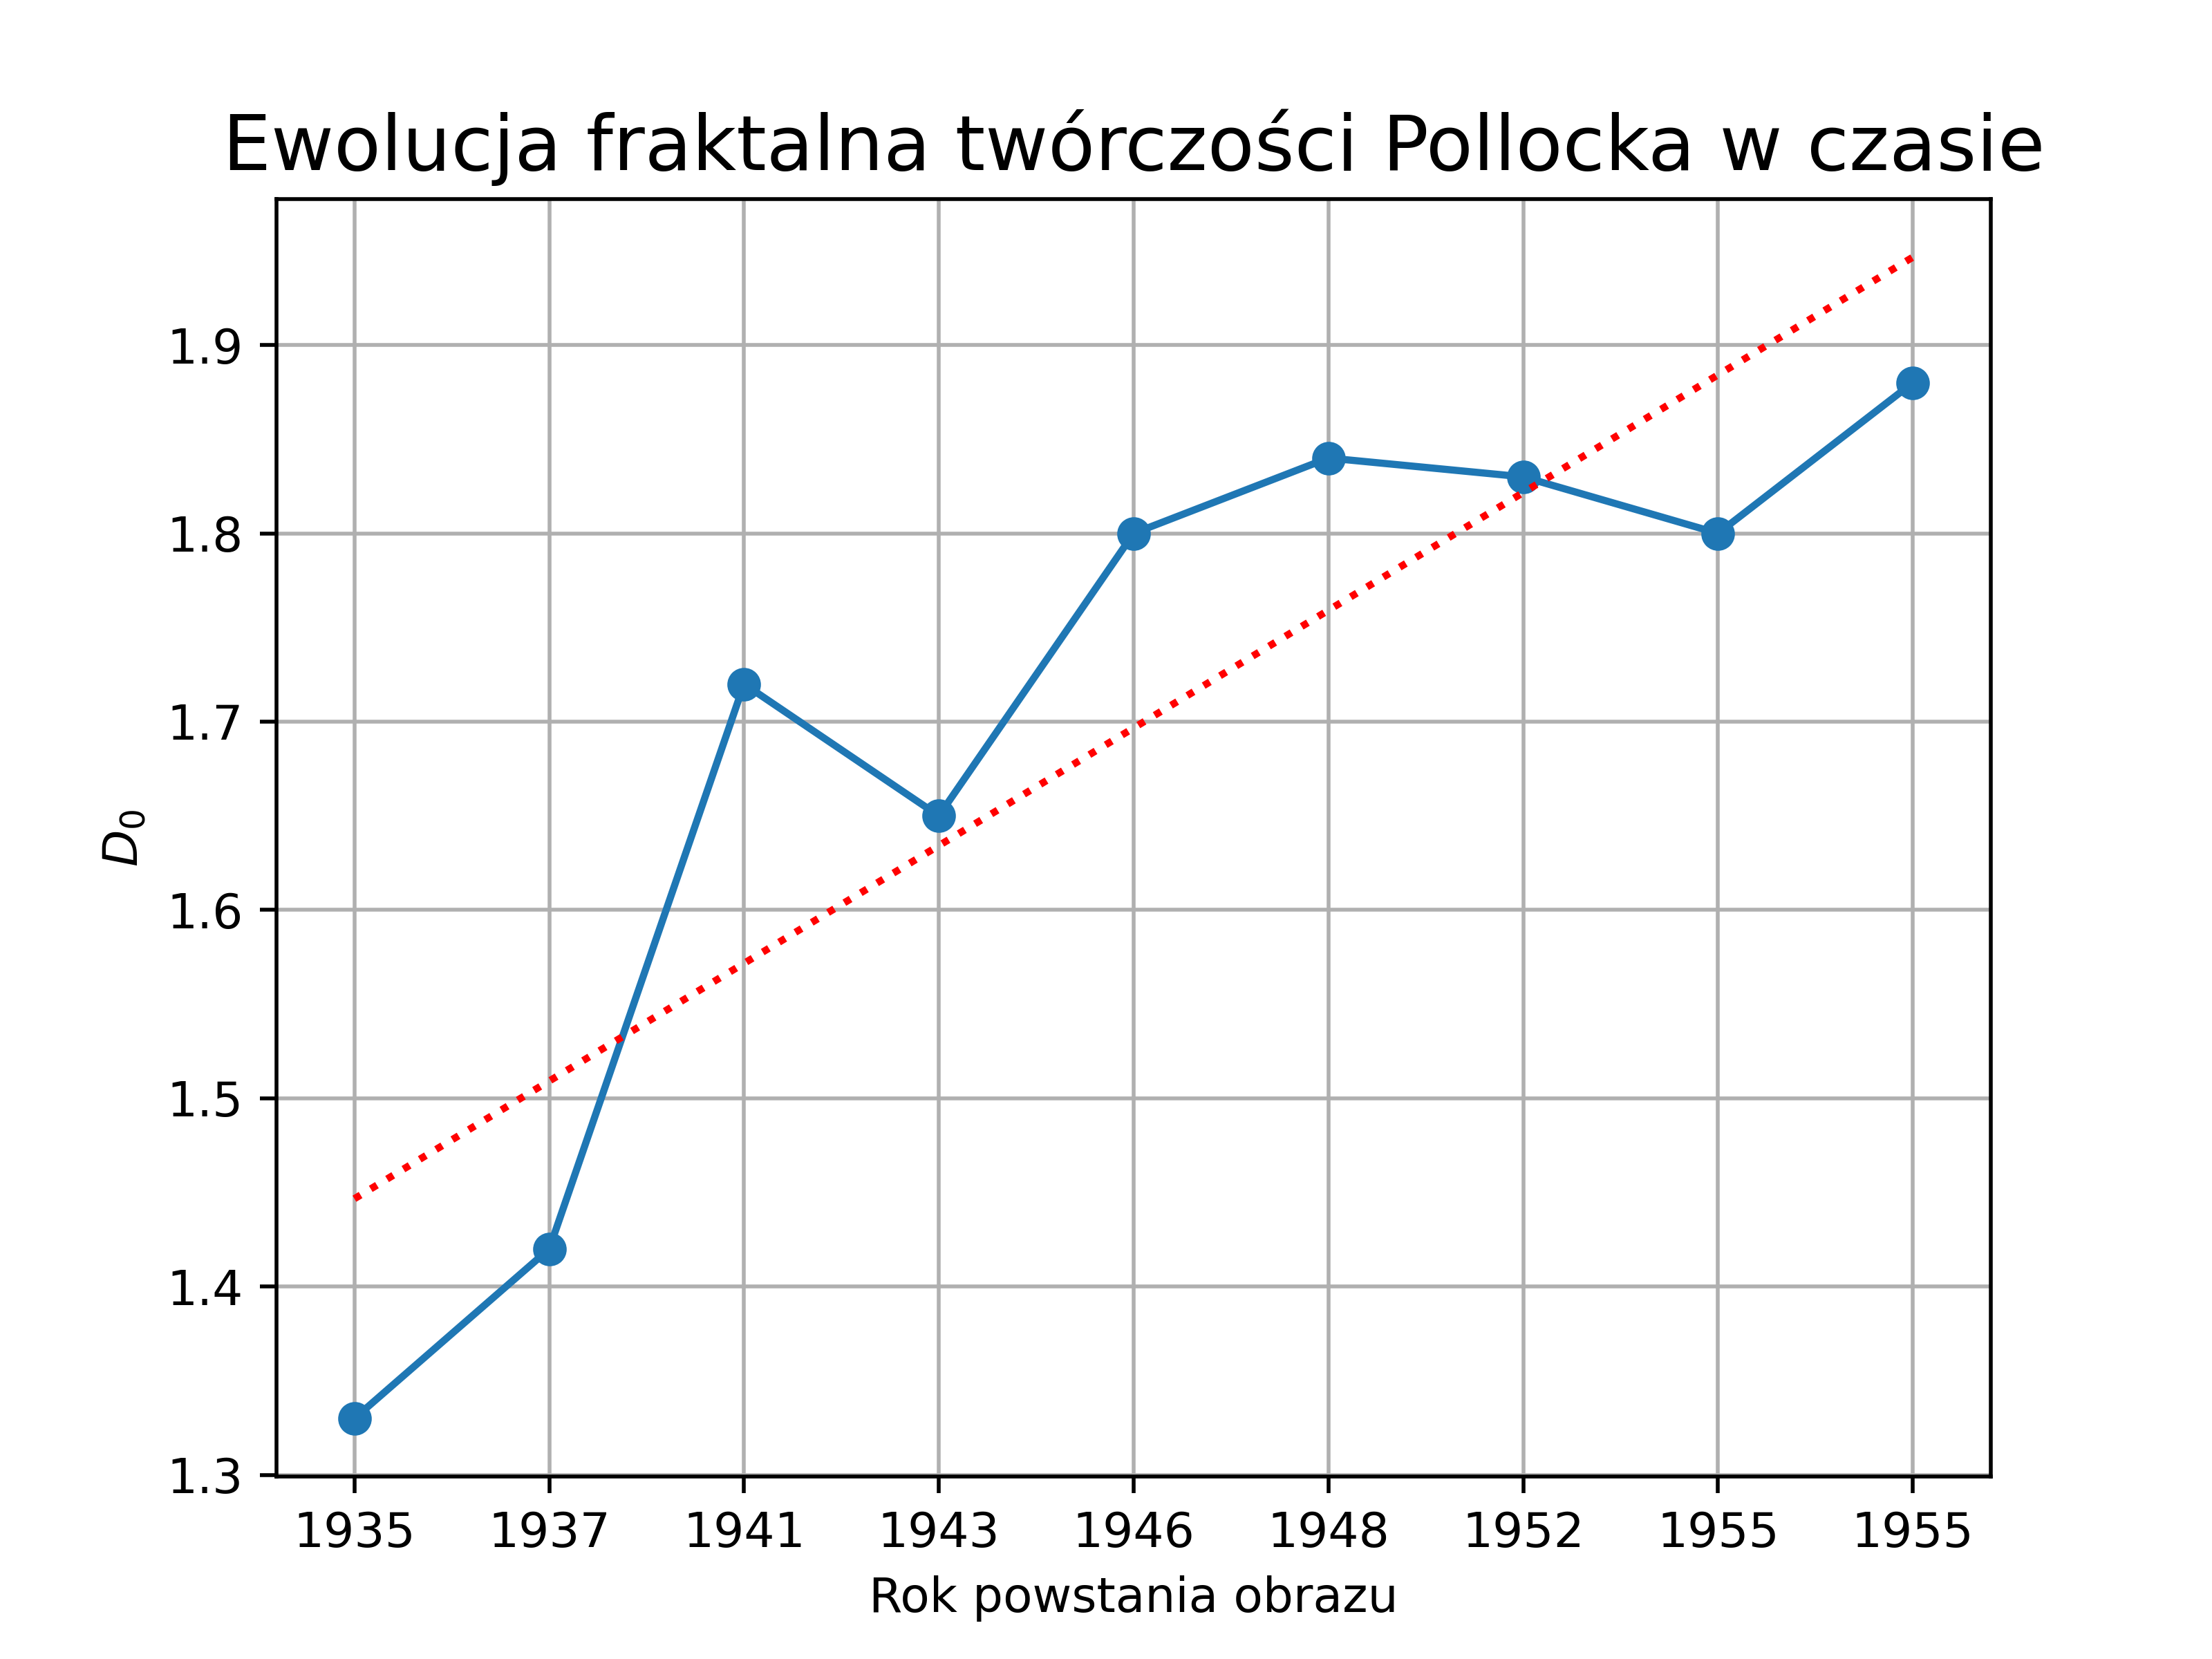 Ewolucja fraktalna twórczości Pollocka w czasie
1.9
1.8
1.7
1.6
1.5
1.4
1.3
D₀
1935 1937 1941 1943 1946 1948 1952 1955 1955
Rok powstania obrazu